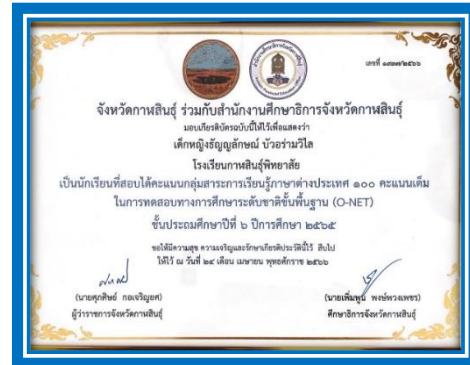 เลขที่ ๑๓๗๗/๒๕๖๖
จังหวัดกาฬสินธุ์ ร่วมกับสำนักงานศึกษาธิการจังหวัดกาฬสินธุ์
มอบเกียรติบัตรฉบับนี้ให้ไว้เพื่อแสดงว่า
เด็กหญิงธัญญลักษณ์ บัวอร่ามวิไล
โรงเรียนกาฬสินธุ์พิทยาลัย
เป็นนักเรียนที่สอบได้คะแนนกลุ่มสาระการเรียนรู้ภาษาต่างประเทศ ๑๐๐ คะแนนเต็ม
ในการทดสอบทางการศึกษาระดับชาติขั้นพื้นฐาน (O-NET)
ชั้นประถมศึกษาปีที่ ๖ ปีการศึกษา ๒๕๖๕
ขอให้มีความสุข ความเจริญและรักษาเกียรติประวัตินี้ไว้ สืบไป
ให้ไว้ ณ วันที่ ๒๔ เดือน เมษายน พุทธศักราช ๒๕๖๖
(นายศุภศิษย์ กอเจริญยศ)
ผู้ว่าราชการจังหวัดกาฬสินธุ์
(นายเพิ่มพูน พงษ์พวงเพชร)
ศึกษาธิการจังหวัดกาฬสินธุ์